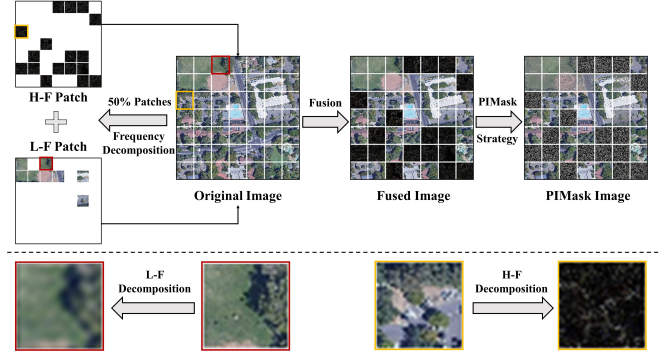 H-F Patch
L-F Patch
50% Patches
Frequency
Decomposition
Original Image
Fusion
Fused Image
PIMask
Strategy
PIMask Image
L-F
Decomposition
H-F
Decomposition